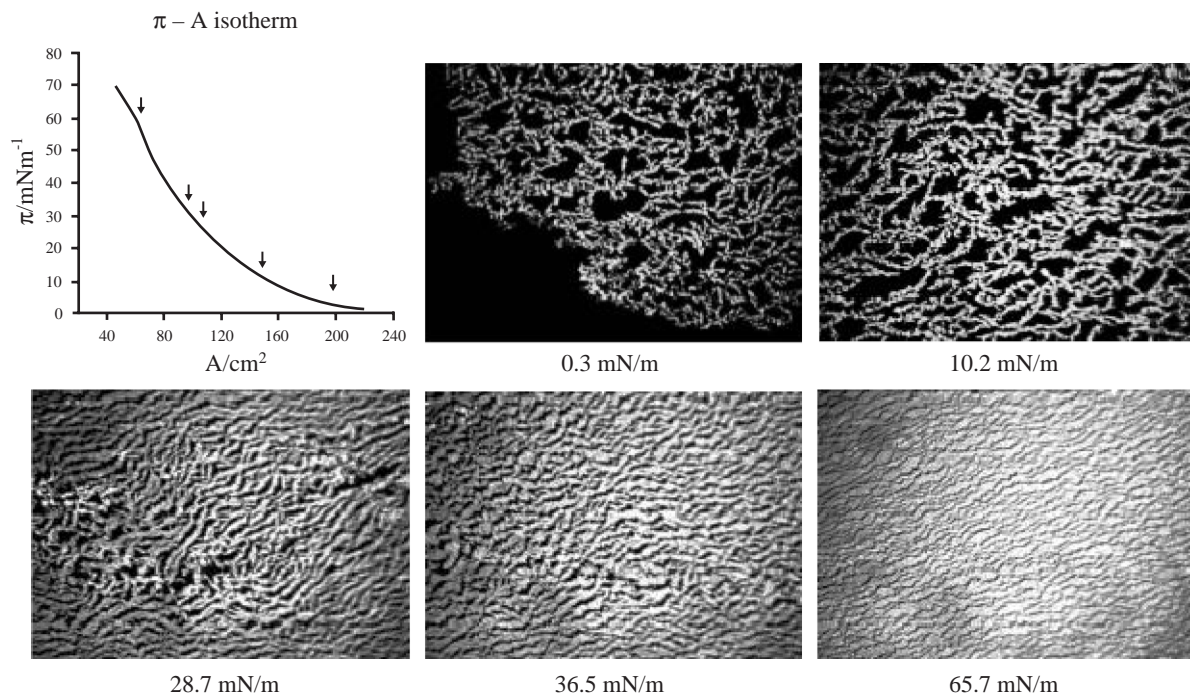 π – A isotherm
80
70
60
50
40
30
20
10
0
π/mNm⁻¹
40 80 120 160 200 240
A/cm²
0.3 mN/m
10.2 mN/m
28.7 mN/m
36.5 mN/m
65.7 mN/m